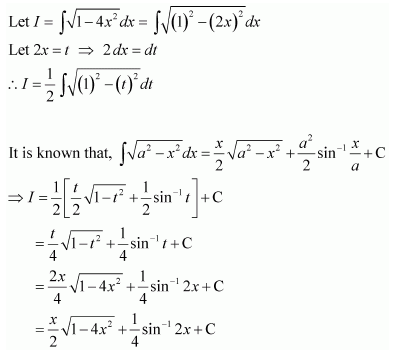 Let I = ∫√(1−4x²) dx = ∫√((1)²−(2x)²) dx
Let 2x = t ⇒ 2dx = dt
∴ I = 1/2 ∫√((1)²−(t)²) dt
It is known that, ∫√(a²−x²) dx = x/2 √(a²−x²) + a²/2 sin⁻¹ x/a + C
⇒ I = 1/2 [t/2 √(1−t²) + 1/2 sin⁻¹ t] + C
= t/4 √(1−t²) + 1/4 sin⁻¹ t + C
= 2x/4 √(1−4x²) + 1/4 sin⁻¹ 2x + C
= x/2 √(1−4x²) + 1/4 sin⁻¹ 2x + C